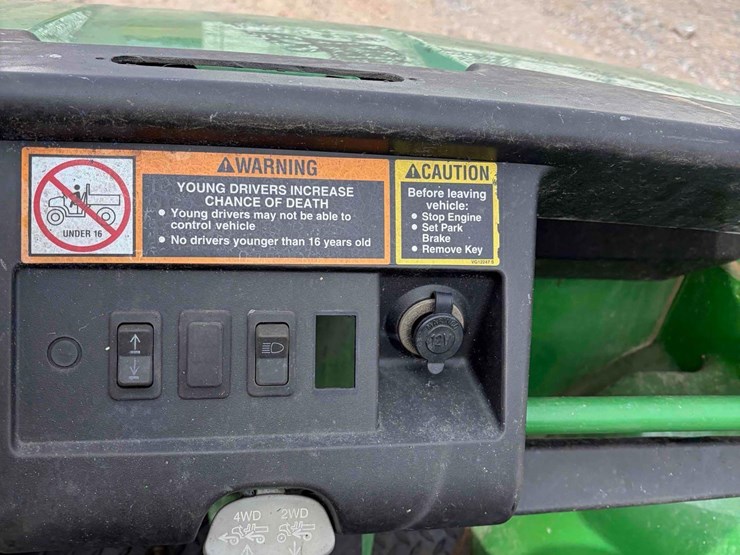 WARNING
YOUNG DRIVERS INCREASE
CHANCE OF DEATH
● Young drivers may not be able to
control vehicle
● No drivers younger than 16 years old
UNDER 16
CAUTION
Before leaving
vehicle:
● Stop Engine
● Set Park
Brake
● Remove Key
12V
4WD 2WD